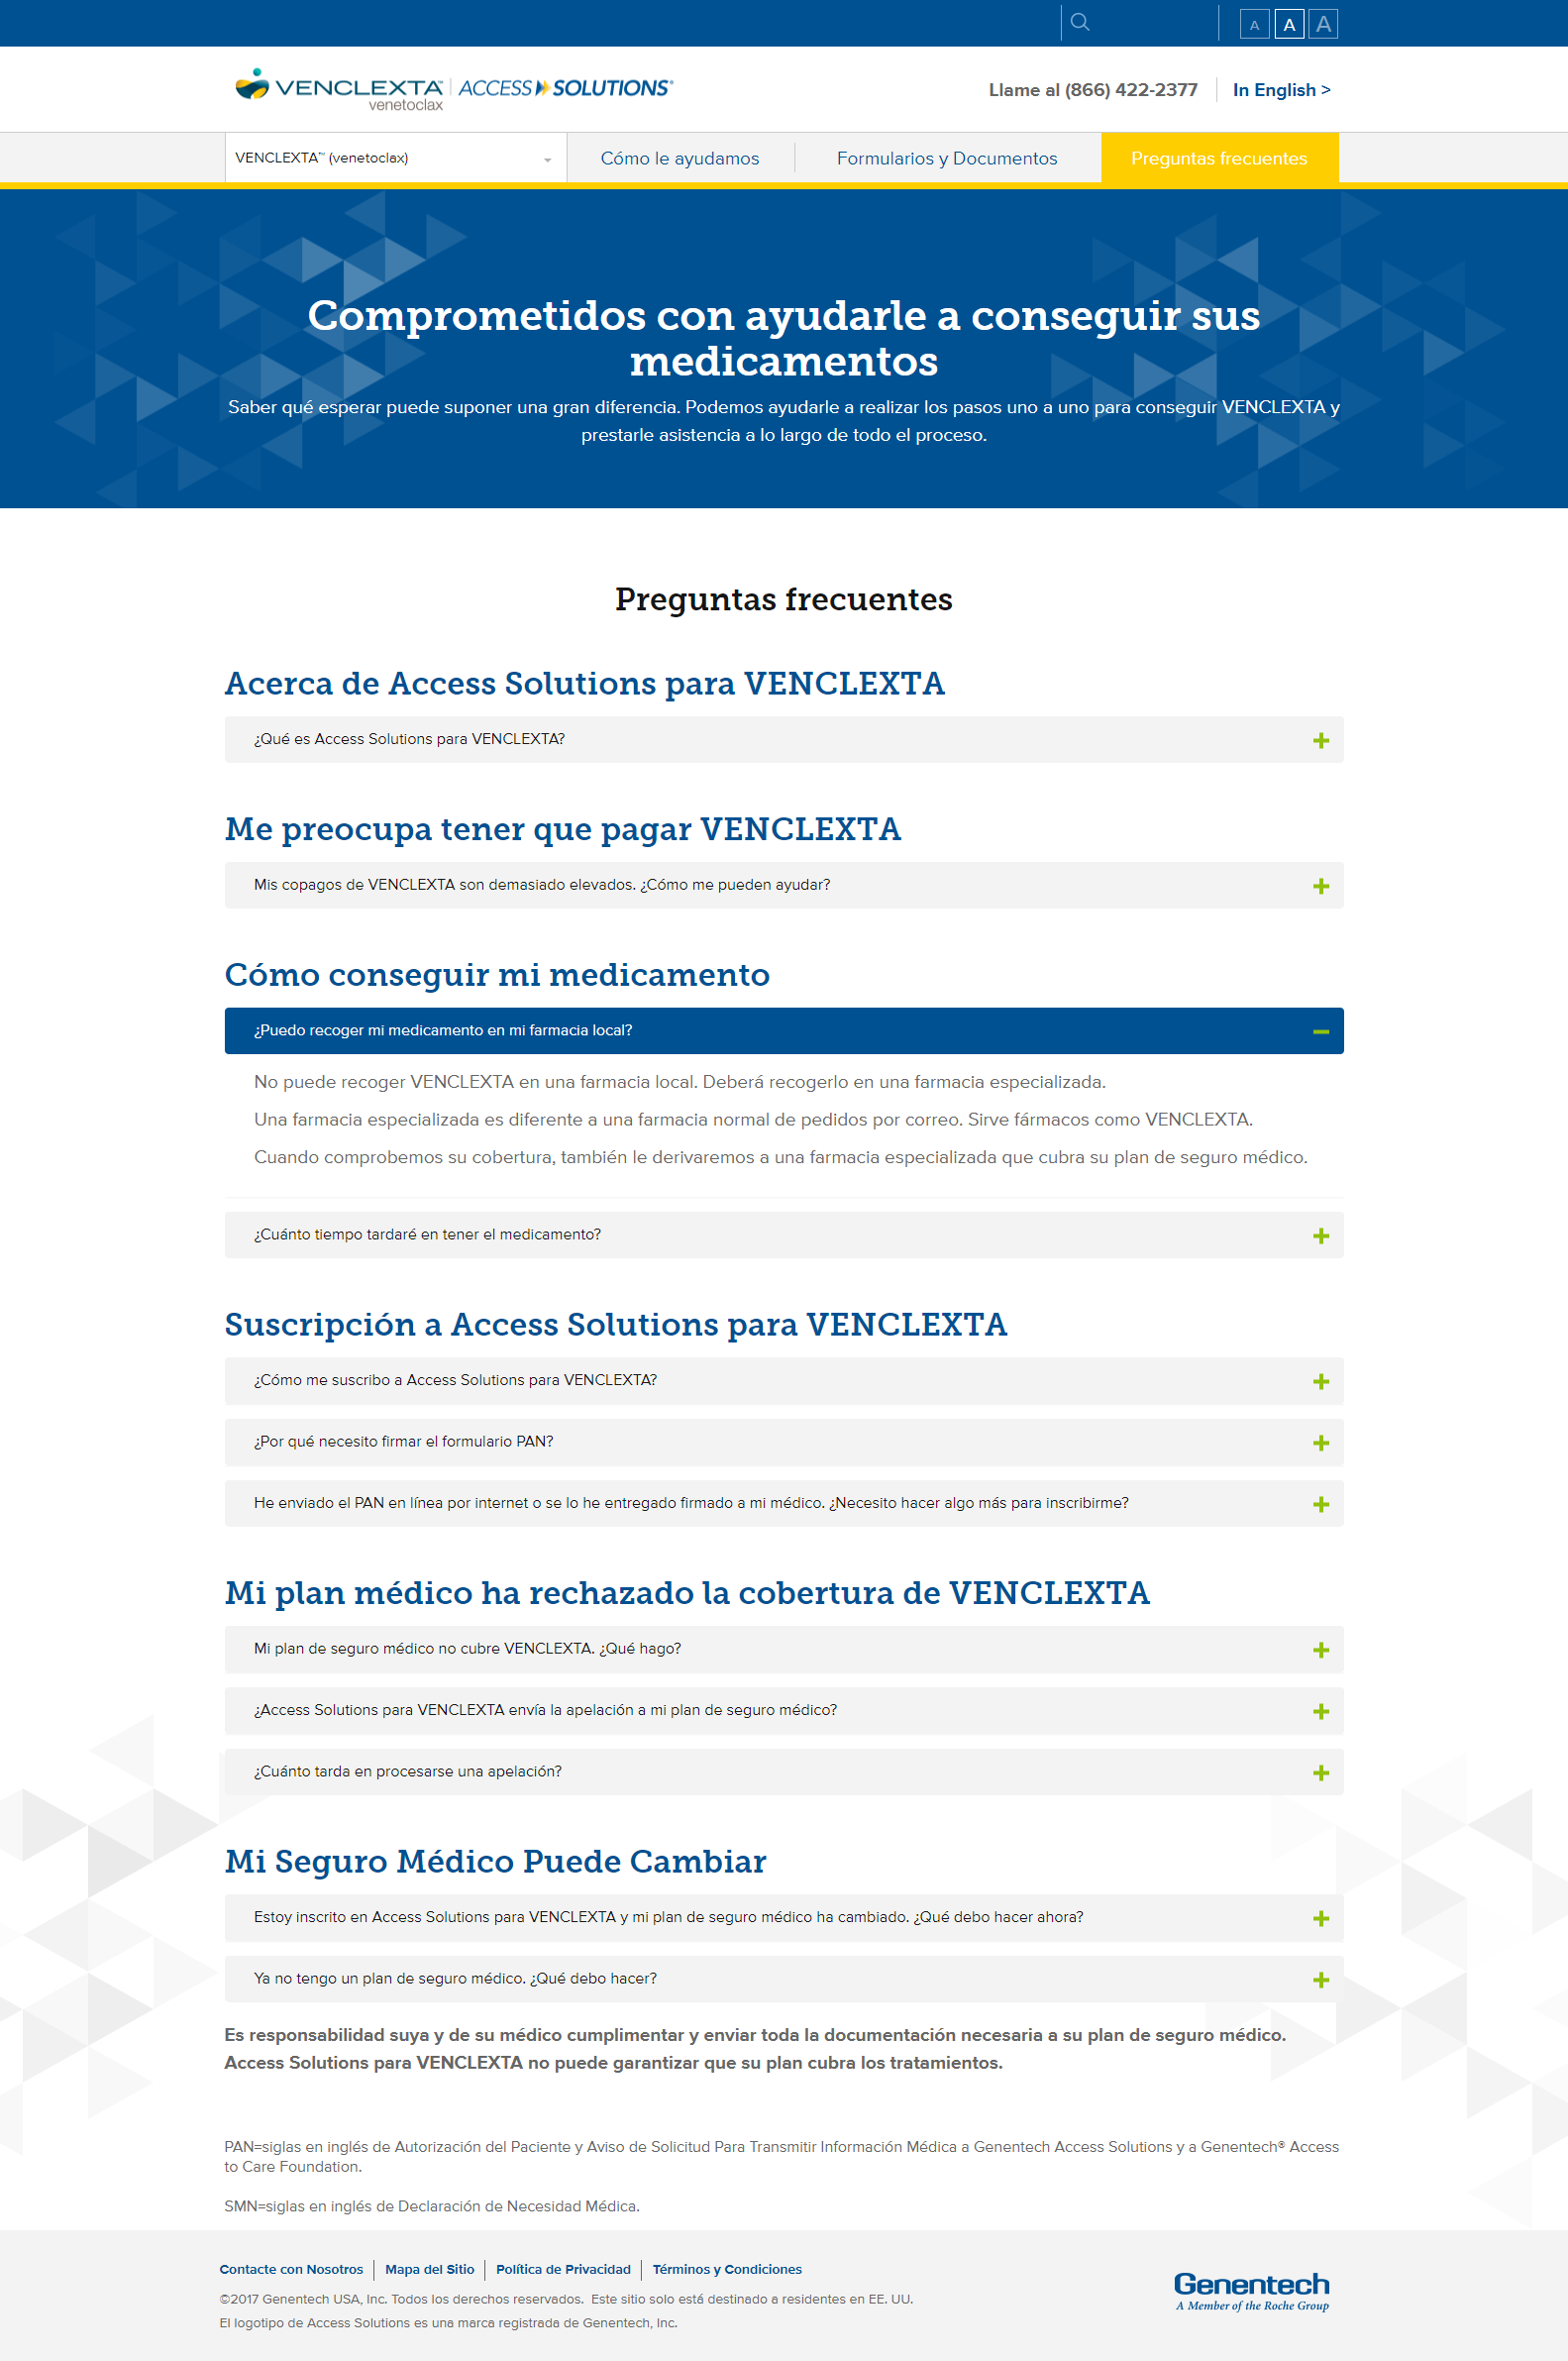 A A A
VENCLEXTA™ | ACCESS SOLUTIONS®
venetoclax
Llame al (866) 422-2377
In English >
VENCLEXTA™ (venetoclax)
Cómo le ayudamos
Formularios y Documentos
Preguntas frecuentes
Comprometidos con ayudarle a conseguir sus
medicamentos
Saber qué esperar puede suponer una gran diferencia. Podemos ayudarle a realizar los pasos uno a uno para conseguir VENCLEXTA y
prestarle asistencia a lo largo de todo el proceso.
Preguntas frecuentes
Acerca de Access Solutions para VENCLEXTA
¿Qué es Access Solutions para VENCLEXTA?
Me preocupa tener que pagar VENCLEXTA
Mis copagos de VENCLEXTA son demasiado elevados. ¿Cómo me pueden ayudar?
Cómo conseguir mi medicamento
¿Puedo recoger mi medicamento en mi farmacia local?
No puede recoger VENCLEXTA en una farmacia local. Deberá recogerlo en una farmacia especializada.
Una farmacia especializada es diferente a una farmacia normal de pedidos por correo. Sirve fármacos como VENCLEXTA.
Cuando comprobemos su cobertura, también le derivaremos a una farmacia especializada que cubra su plan de seguro médico.
¿Cuánto tiempo tardaré en tener el medicamento?
Suscripción a Access Solutions para VENCLEXTA
¿Cómo me suscribo a Access Solutions para VENCLEXTA?
¿Por qué necesito firmar el formulario PAN?
He enviado el PAN en línea por internet o se lo he entregado firmado a mi médico. ¿Necesito hacer algo más para inscribirme?
Mi plan médico ha rechazado la cobertura de VENCLEXTA
Mi plan de seguro médico no cubre VENCLEXTA. ¿Qué hago?
¿Access Solutions para VENCLEXTA envía la apelación a mi plan de seguro médico?
¿Cuánto tarda en procesarse una apelación?
Mi Seguro Médico Puede Cambiar
Estoy inscrito en Access Solutions para VENCLEXTA y mi plan de seguro médico ha cambiado. ¿Qué debo hacer ahora?
Ya no tengo un plan de seguro médico. ¿Qué debo hacer?
Es responsabilidad suya y de su médico cumplimentar y enviar toda la documentación necesaria a su plan de seguro médico.
Access Solutions para VENCLEXTA no puede garantizar que su plan cubra los tratamientos.
PAN=siglas en inglés de Autorización del Paciente y Aviso de Solicitud Para Transmitir Información Médica a Genentech Access Solutions y a Genentech® Access
to Care Foundation.
SMN=siglas en inglés de Declaración de Necesidad Médica.
Contacte con Nosotros | Mapa del Sitio | Política de Privacidad | Términos y Condiciones
©2017 Genentech USA, Inc. Todos los derechos reservados. Este sitio solo está destinado a residentes en EE. UU.
El logotipo de Access Solutions es una marca registrada de Genentech, Inc.
Genentech
A Member of the Roche Group